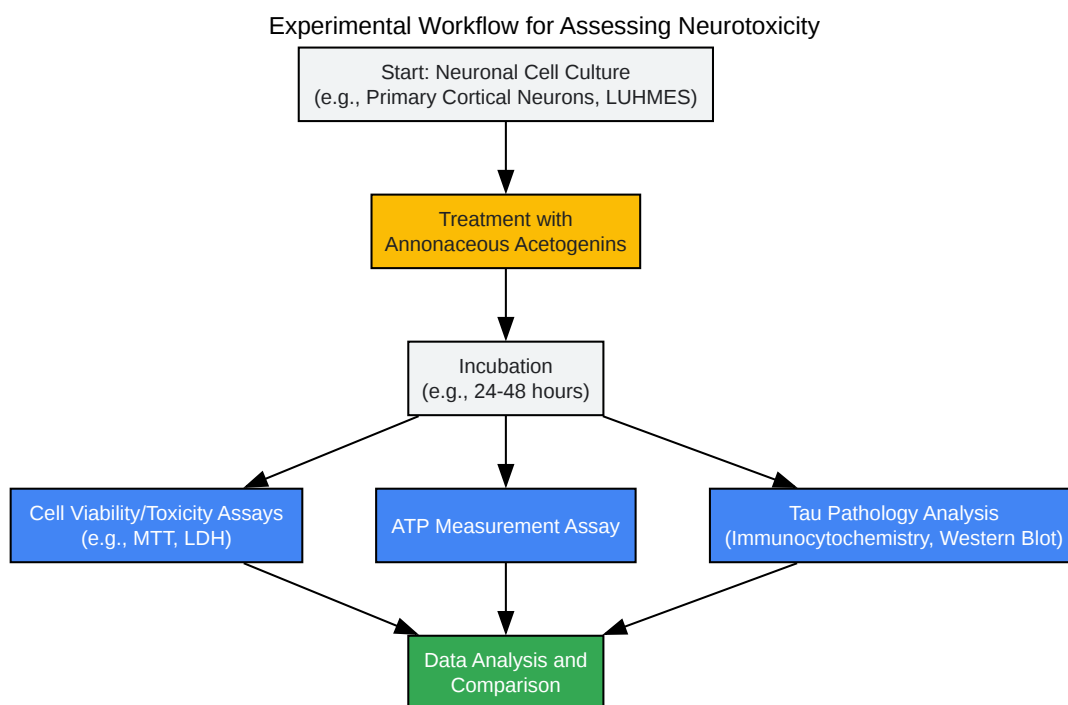 Experimental Workflow for Assessing Neurotoxicity
Start: Neuronal Cell Culture
(e.g., Primary Cortical Neurons, LUHMES)
Treatment with
Annonaceous Acetogenins
Incubation
(e.g., 24-48 hours)
Cell Viability/Toxicity Assays
(e.g., MTT, LDH)
ATP Measurement Assay
Tau Pathology Analysis
(Immunocytochemistry, Western Blot)
Data Analysis and
Comparison